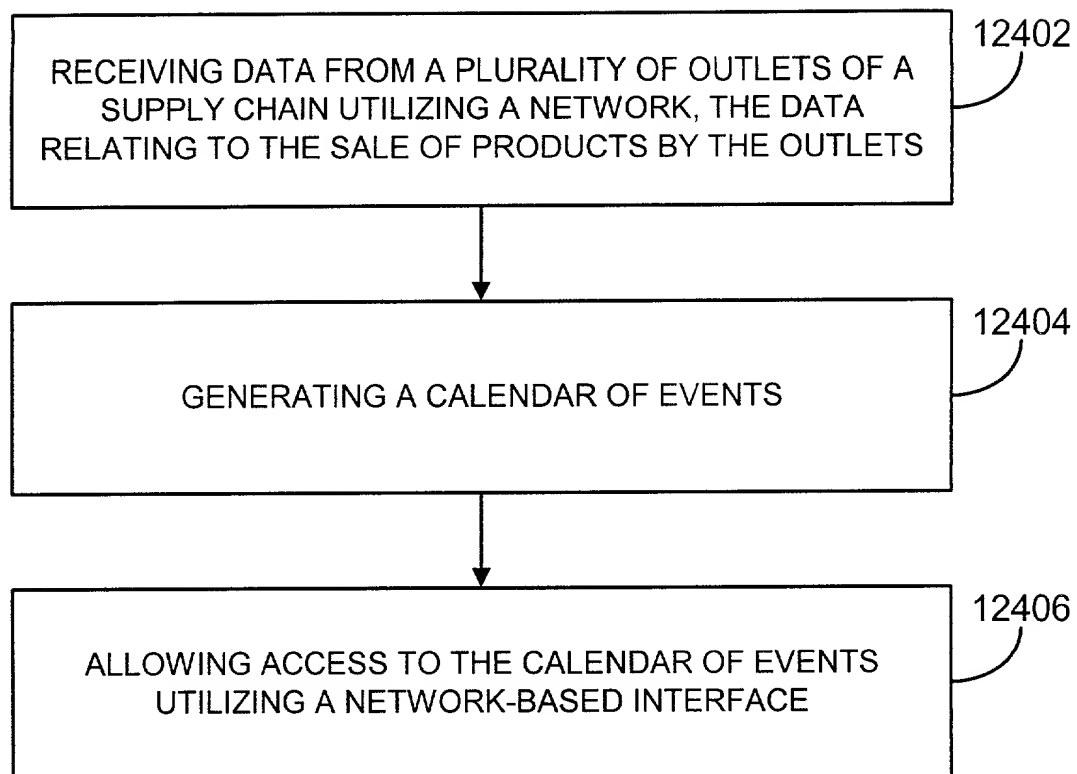 12402
RECEIVING DATA FROM A PLURALITY OF OUTLETS OF A
SUPPLY CHAIN UTILIZING A NETWORK, THE DATA
RELATING TO THE SALE OF PRODUCTS BY THE OUTLETS
12404
GENERATING A CALENDAR OF EVENTS
12406
ALLOWING ACCESS TO THE CALENDAR OF EVENTS
UTILIZING A NETWORK-BASED INTERFACE